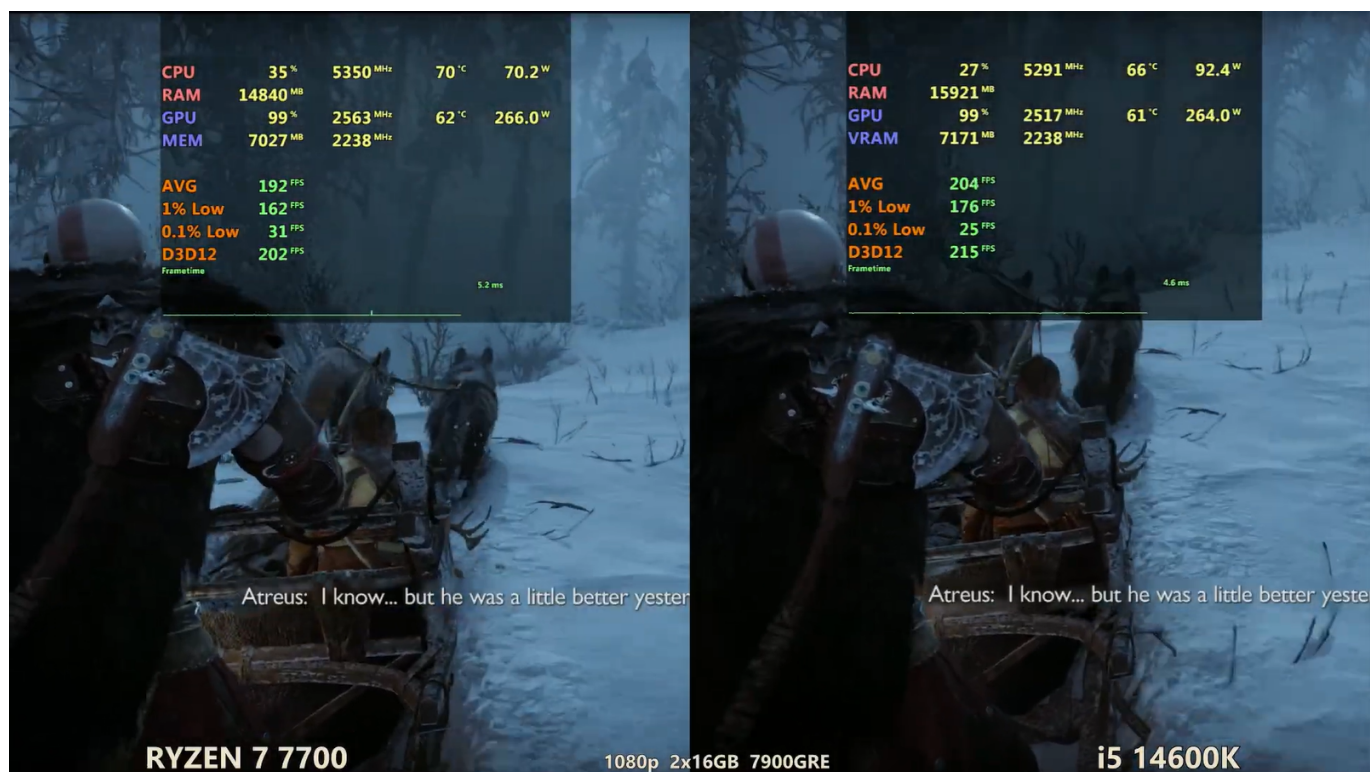 CPU 35% 5350MHz 70°C 70.2W
RAM 14840MB
GPU 99% 2563MHz 62°C 266.0W
MEM 7027MB 2238MHz
AVG 192FPS
1% Low 162FPS
0.1% Low 31FPS
D3D12 202FPS
Frametime
5.2 ms
Atreus: I know... but he was a little better yester
RYZEN 7 7700
CPU 27% 5291MHz 66°C 92.4W
RAM 15921MB
GPU 99% 2517MHz 61°C 264.0W
VRAM 7171MB 2238MHz
AVG 204FPS
1% Low 176FPS
0.1% Low 25FPS
D3D12 215FPS
Frametime
4.6 ms
Atreus: I know... but he was a little better yeste
1080p 2x16GB 7900GRE
i5 14600K